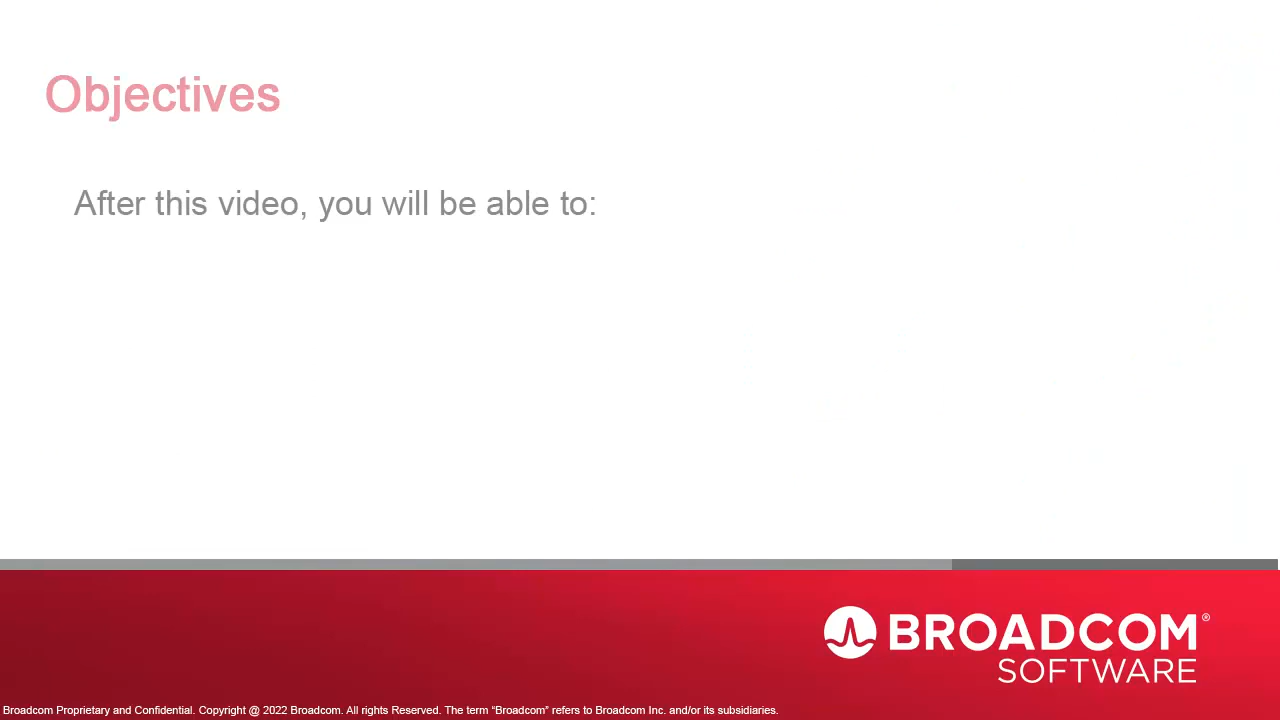 Objectives
After this video, you will be able to:
BROADCOM®
SOFTWARE
Broadcom Proprietary and Confidential. Copyright @ 2022 Broadcom. All rights Reserved. The term “Broadcom” refers to Broadcom Inc. and/or its subsidiaries.